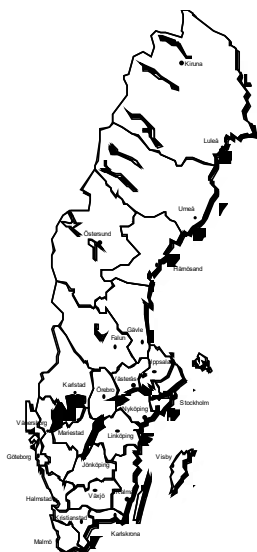 Kiruna
Luleå
Umeå
Östersund
Härnösand
Gävle
Falun
Uppsala
Västerås
Karlstad
Örebro
Stockholm
Nyköping
Vänersborg
Mariestad
Linköping
Göteborg
Visby
Jönköping
Växjö
Halmstad
Kristianstad
Karlskrona
Malmö